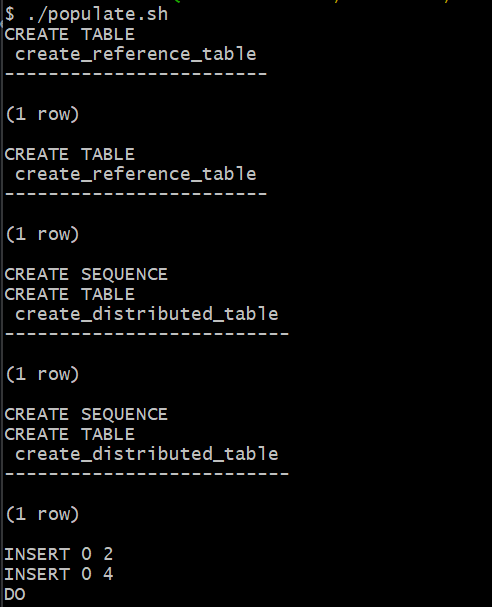 $ ./populate.sh
CREATE TABLE
 create_reference_table
------------------------

(1 row)

CREATE TABLE
 create_reference_table
------------------------

(1 row)

CREATE SEQUENCE
CREATE TABLE
 create_distributed_table
--------------------------

(1 row)

CREATE SEQUENCE
CREATE TABLE
 create_distributed_table
--------------------------

(1 row)

INSERT 0 2
INSERT 0 4
DO